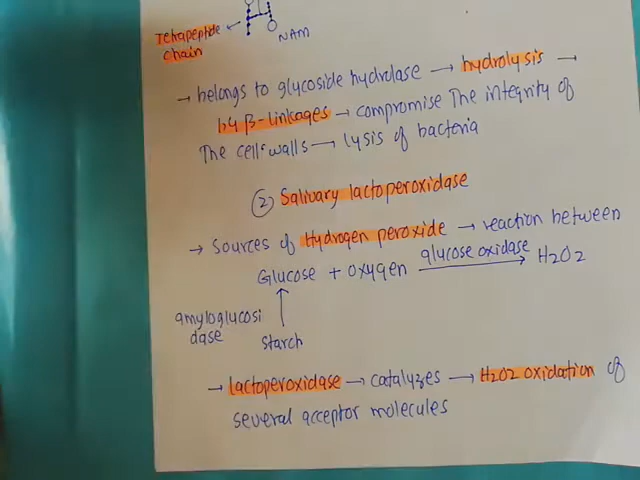 Tetrapeptide
chain
NAM
→ belongs to glycoside hydrolase → hydrolysis →
1,4 β-linkages → compromise The integrity of
The cell walls → lysis of bacteria
② Salivary lactoperoxidase
→ Sources of Hydrogen peroxide → reaction between
Glucose + oxygen glucose oxidase → H2O2
amyloglucosi
dase
starch
→ lactoperoxidase → catalyzes → H2O2 oxidation of
several acceptor molecules